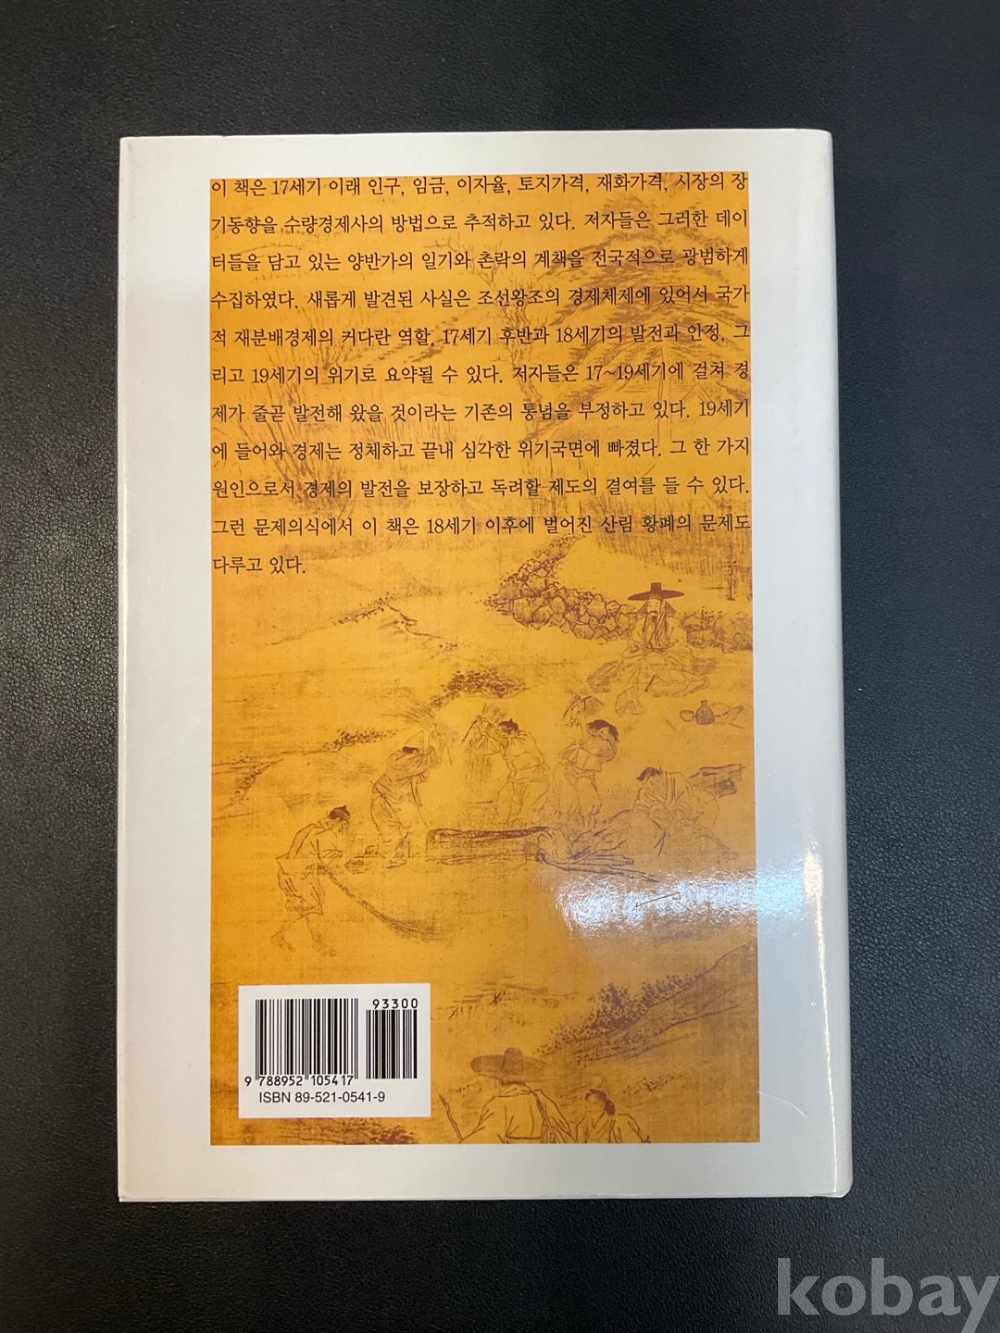 이 책은 17세기 이래 인구, 임금, 이자율, 토지가격, 재화가격, 시장의 장
기동향을 수량경제사의 방법으로 추적하고 있다. 저자들은 그러한 데이
터들을 담고 있는 양반가의 일기와 촌락의 계책을 전국적으로 광범하게
수집하였다. 새롭게 발견된 사실은 조선왕조의 경제체제에 있어서 국가
적 재분배경제의 커다란 역할, 17세기 후반과 18세기의 발전과 안정, 그
리고 19세기의 위기로 요약될 수 있다. 저자들은 17~19세기에 걸쳐 경
제가 줄곧 발전해 왔을 것이라는 기존의 통념을 부정하고 있다. 19세기
에 들어와 경제는 정체하고 끝내 심각한 위기국면에 빠졌다. 그 한 가지
원인으로서 경제의 발전을 보장하고 독려할 제도의 결여를 들 수 있다.
그런 문제의식에서 이 책은 18세기 이후에 벌어진 산림 황폐의 문제도
다루고 있다.
93300
9 788952 105417
ISBN 89-521-0541-9
kobay